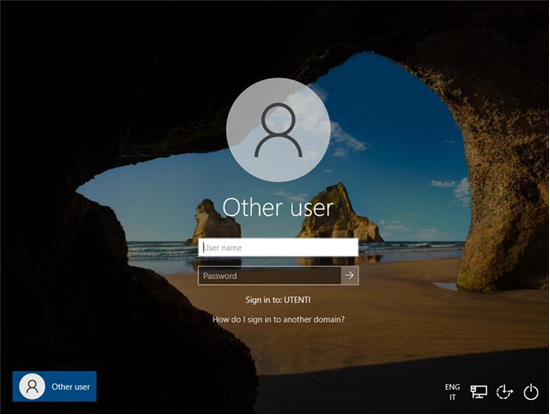 Other user
User name
Password
Sign in to: UTENTI
How do I sign in to another domain?
Other user
ENG
IT